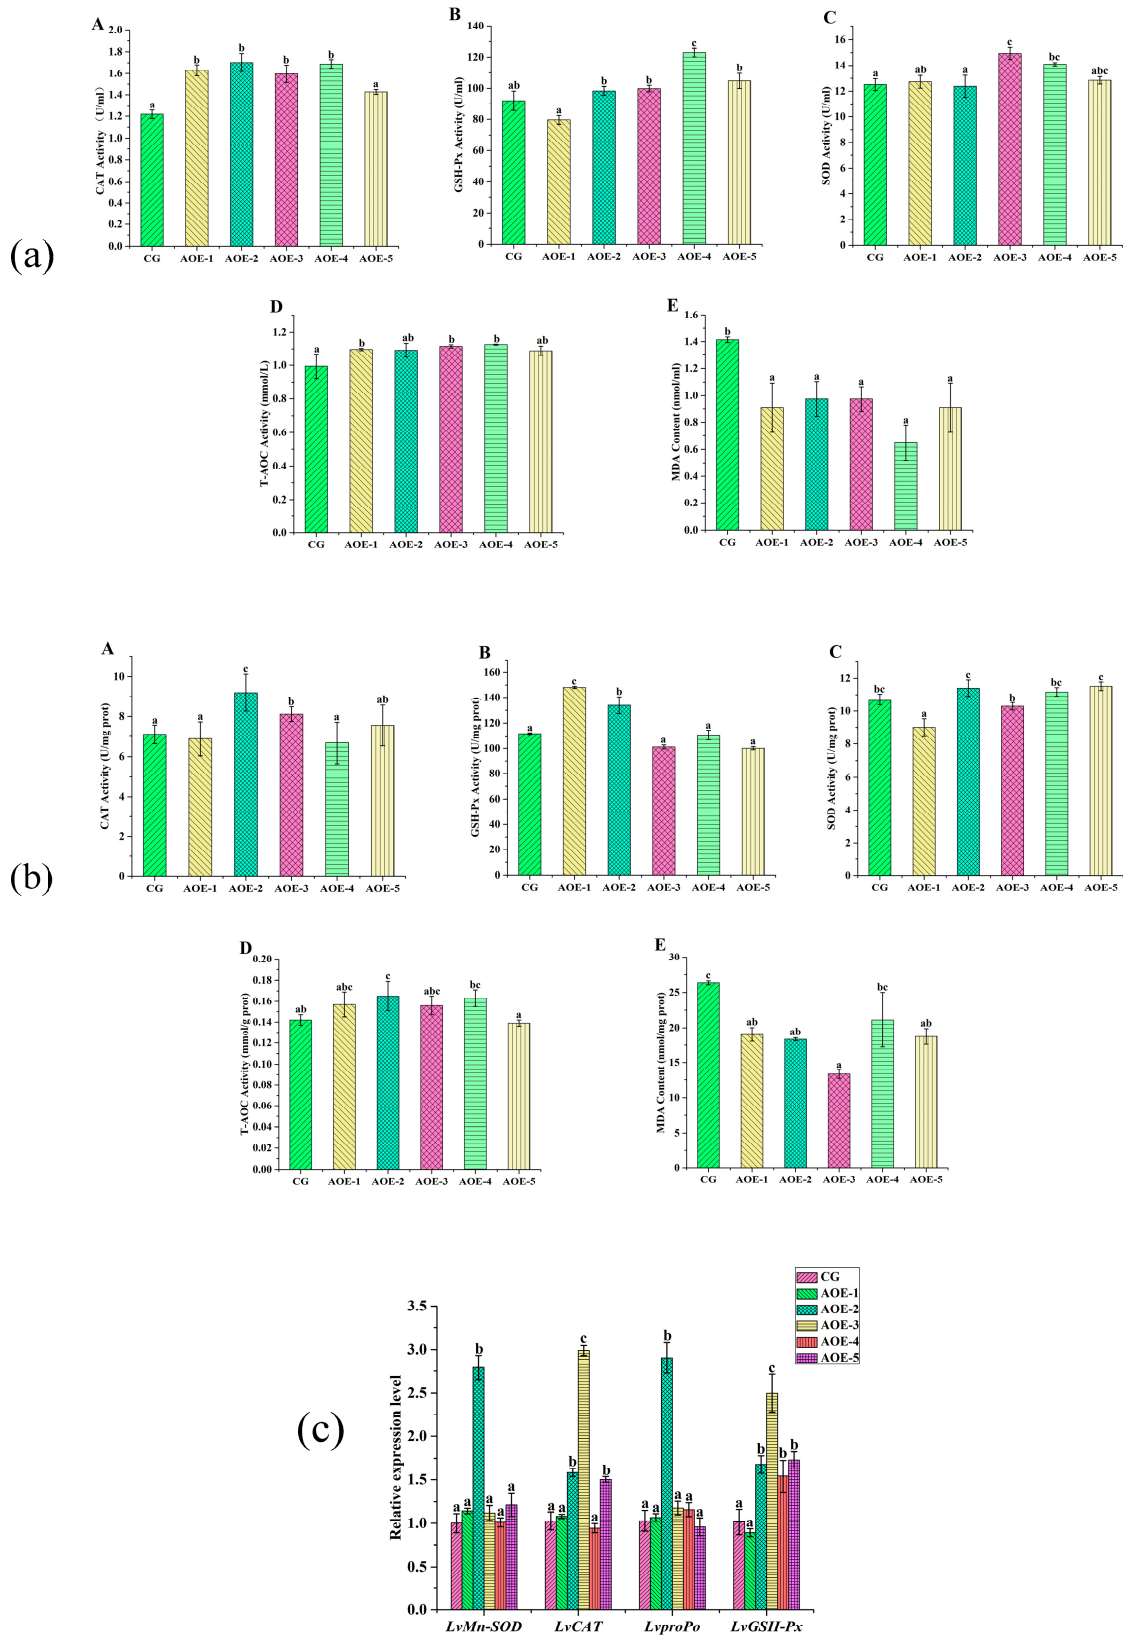 (a)
A
CAT Activity (U/ml)
2.0
1.8
1.6
1.4
1.2
1.0
0.8
0.6
0.4
0.2
0.0
a b b b b a
CG AOE-1 AOE-2 AOE-3 AOE-4 AOE-5
B
GSH-Px Activity (U/ml)
140
120
100
80
60
40
20
0
ab a b b c b
CG AOE-1 AOE-2 AOE-3 AOE-4 AOE-5
C
SOD Activity (U/ml)
16
14
12
10
8
6
4
2
0
a ab a c bc abc
CG AOE-1 AOE-2 AOE-3 AOE-4 AOE-5
D
T-AOC Activity (mmol/L)
1.2
1.0
0.8
0.6
0.4
0.2
0.0
a b ab b b ab
CG AOE-1 AOE-2 AOE-3 AOE-4 AOE-5
E
MDA Content (nmol/ml)
1.6
1.4
1.2
1.0
0.8
0.6
0.4
0.2
0.0
b a a a a a
CG AOE-1 AOE-2 AOE-3 AOE-4 AOE-5
(b)
A
CAT Activity (U/mg prot)
10
8
6
4
2
0
a a c b a ab
CG AOE-1 AOE-2 AOE-3 AOE-4 AOE-5
B
GSH-Px Activity (U/mg prot)
160
140
120
100
80
60
40
20
0
a c b a a a
CG AOE-1 AOE-2 AOE-3 AOE-4 AOE-5
C
SOD Activity (U/mg prot)
12
10
8
6
4
2
0
bc a c b bc c
CG AOE-1 AOE-2 AOE-3 AOE-4 AOE-5
D
T-AOC Activity (mmol/g prot)
0.20
0.18
0.16
0.14
0.12
0.10
0.08
0.06
0.04
0.02
0.00
ab abc c abc bc a
CG AOE-1 AOE-2 AOE-3 AOE-4 AOE-5
E
MDA Content (nmol/mg prot)
30
25
20
15
10
5
0
c ab ab a bc ab
CG AOE-1 AOE-2 AOE-3 AOE-4 AOE-5
(c)
CG
AOE-1
AOE-2
AOE-3
AOE-4
AOE-5
Relative expression level
3.5
3.0
2.5
2.0
1.5
1.0
0.5
0.0
a a b a a a
a a b c a b
a a b a a a
a a b c b b
LvMn-SOD LvCAT LvproPo LvGSII-Px